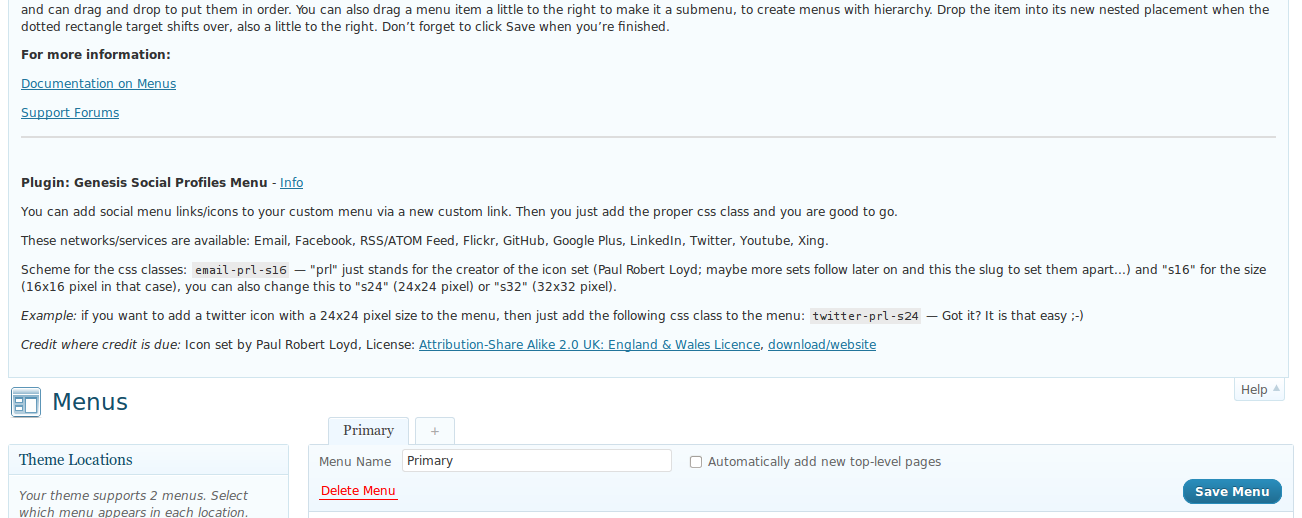 and can drag and drop to put them in order. You can also drag a menu item a little to the right to make it a submenu, to create menus with hierarchy. Drop the item into its new nested placement when the
dotted rectangle target shifts over, also a little to the right. Don’t forget to click Save when you’re finished.
For more information:
Documentation on Menus
Support Forums
Plugin: Genesis Social Profiles Menu - Info
You can add social menu links/icons to your custom menu via a new custom link. Then you just add the proper css class and you are good to go.
These networks/services are available: Email, Facebook, RSS/ATOM Feed, Flickr, GitHub, Google Plus, LinkedIn, Twitter, Youtube, Xing.
Scheme for the css classes: email-prl-s16 — "prl" just stands for the creator of the icon set (Paul Robert Loyd; maybe more sets follow later on and this the slug to set them apart...) and "s16" for the size
(16x16 pixel in that case), you can also change this to "s24" (24x24 pixel) or "s32" (32x32 pixel).
Example: if you want to add a twitter icon with a 24x24 pixel size to the menu, then just add the following css class to the menu: twitter-prl-s24 — Got it? It is that easy ;-)
Credit where credit is due: Icon set by Paul Robert Loyd, License: Attribution-Share Alike 2.0 UK: England & Wales Licence, download/website
Help
Menus
Primary +
Theme Locations
Menu Name Primary Automatically add new top-level pages
Delete Menu Save Menu
Your theme supports 2 menus. Select
which menu appears in each location.